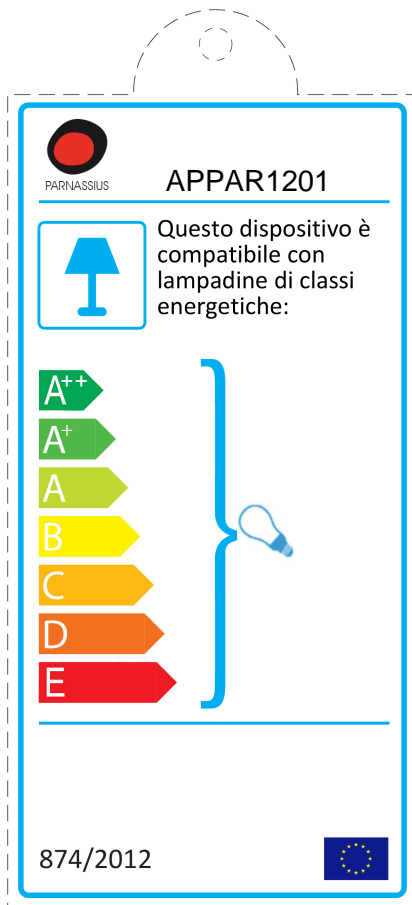 PARNASSIUS
APPAR1201
Questo dispositivo è
compatibile con
lampadine di classi
energetiche:
A++
A+
A
B
C
D
E
874/2012